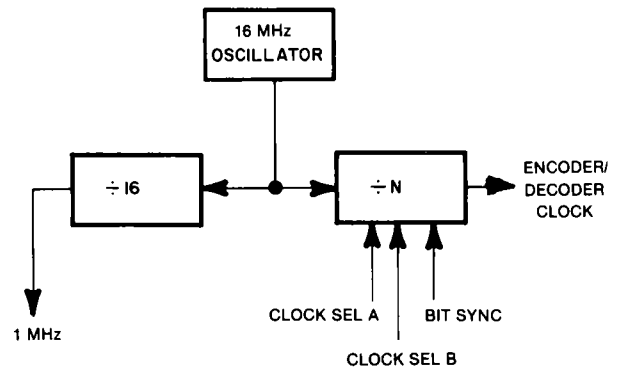 16 MHz
OSCILLATOR
÷ 16
÷ N
ENCODER/
DECODER
CLOCK
CLOCK SEL A
BIT SYNC
1 MHz
CLOCK SEL B